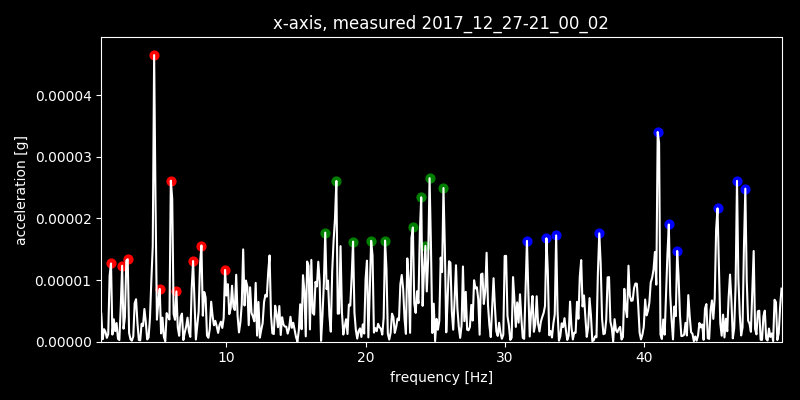 x-axis, measured 2017_12_27-21_00_02
acceleration [g]
0.00004
0.00003
0.00002
0.00001
0.00000
10 20 30 40
frequency [Hz]